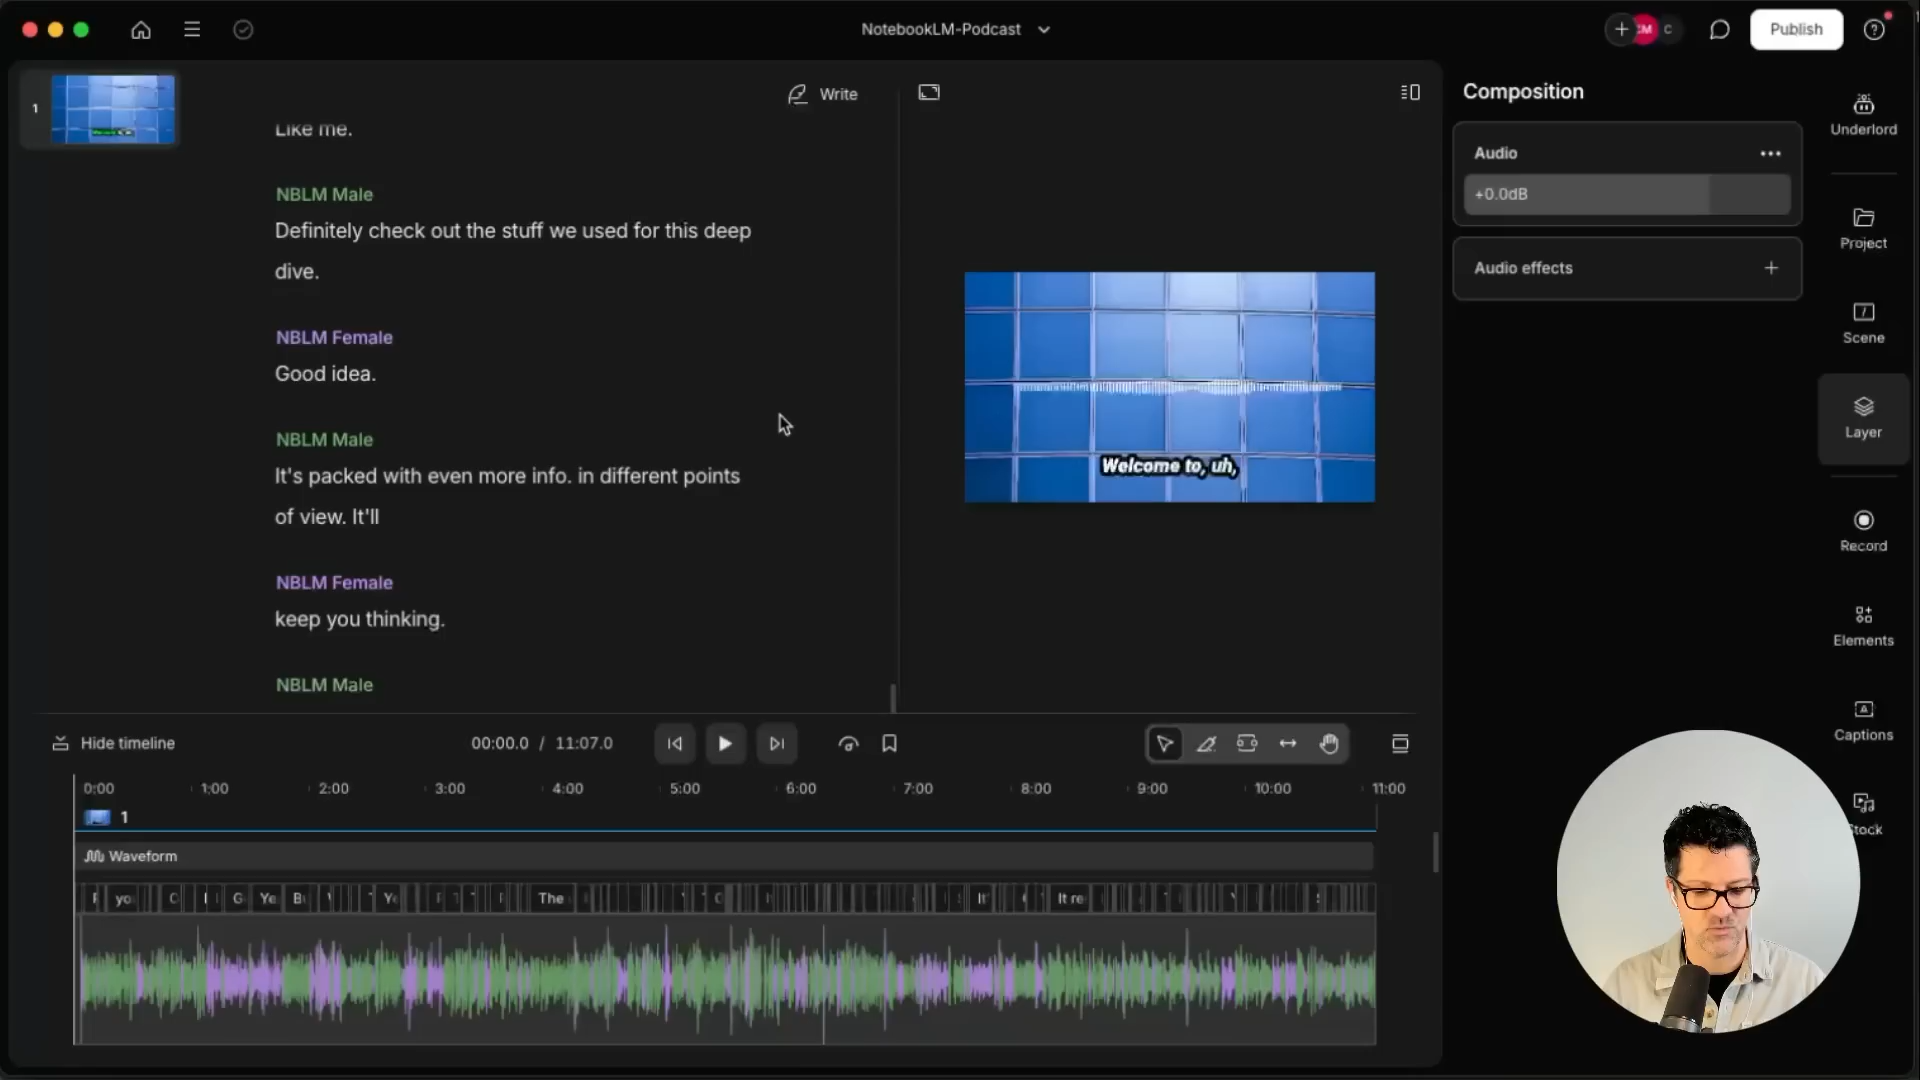 NotebookLM-Podcast
M
C
Publish
1
Write
Like me.
NBLM Male
Definitely check out the stuff we used for this deep
dive.
NBLM Female
Good idea.
NBLM Male
It's packed with even more info. in different points
of view. It'll
NBLM Female
keep you thinking.
NBLM Male
Welcome to, uh,
Composition
Audio
+0.0dB
Audio effects
Underlord
Project
Scene
Layer
Record
Elements
Captions
Stock
Hide timeline
00:00.0 / 11:07.0
0:00 1:00 2:00 3:00 4:00 5:00 6:00 7:00 8:00 9:00 10:00 11:00
1
Waveform
yo C G Ye B Ye The It It re